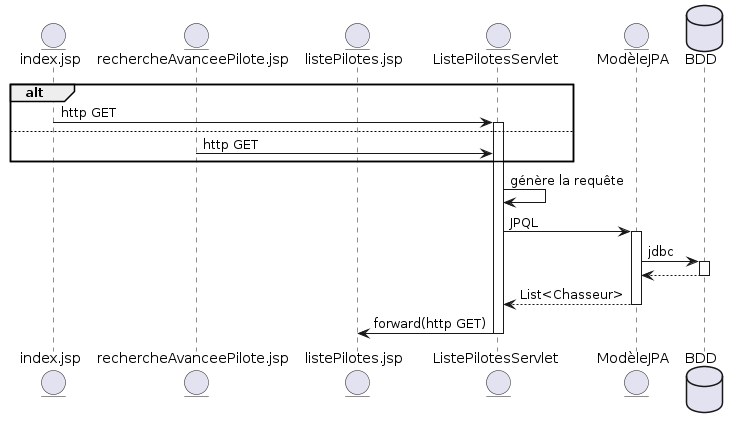 index.jsp rechercheAvanceePilote.jsp listePilotes.jsp ListePilotesServlet ModèleJPA BDD
alt
http GET
http GET
génère la requête
JPQL
jdbc
List<Chasseur>
forward(http GET)
index.jsp rechercheAvanceePilote.jsp listePilotes.jsp ListePilotesServlet ModèleJPA BDD